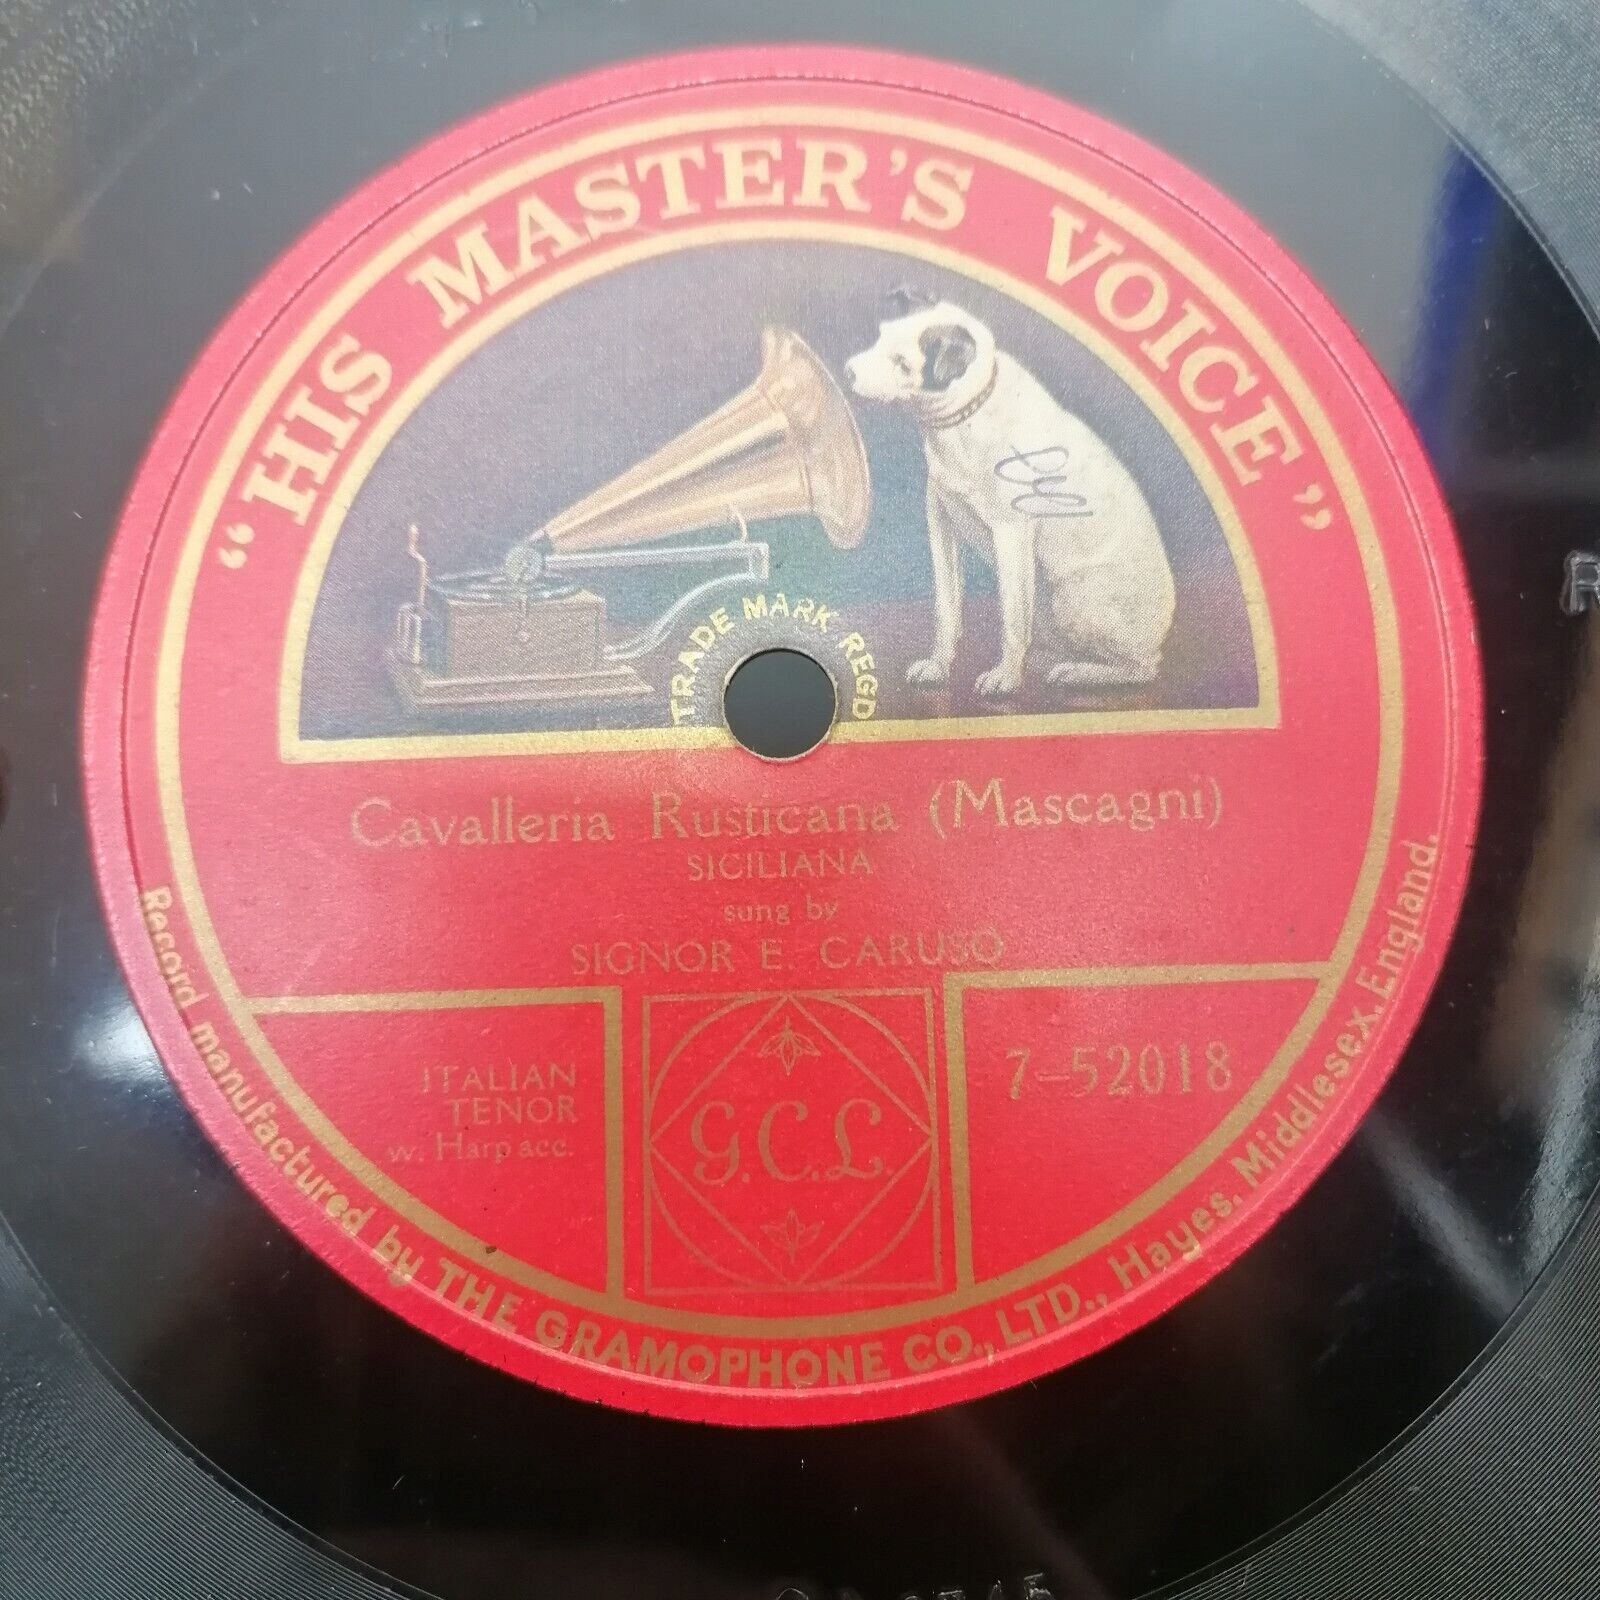 “HIS MASTER'S VOICE”
TRADE MARK REGD
Cavalleria Rusticana (Mascagni)
SICILIANA
sung by
SIGNOR E. CARUSO
ITALIAN
TENOR
w. Harp acc.
G.C.L.
7-52018
Record manufactured by THE GRAMOPHONE CO., LTD., Hayes, Middlesex, England.
R